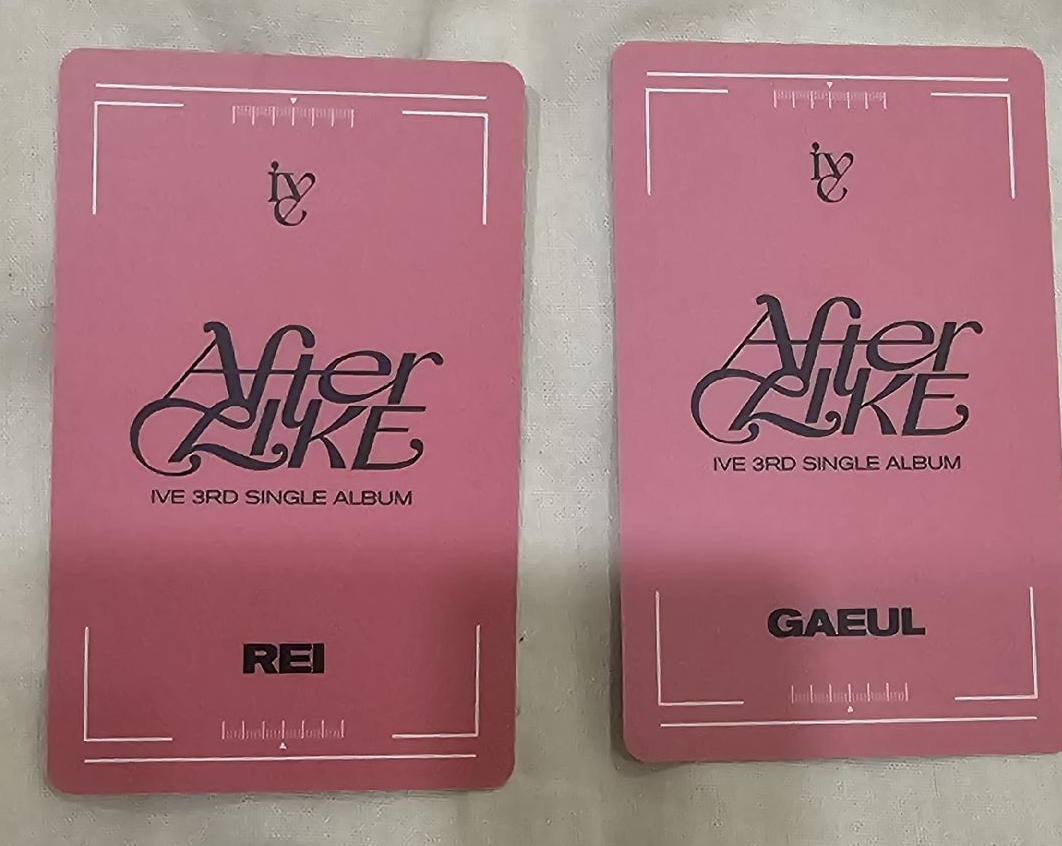 ive
After
LIKE
IVE 3RD SINGLE ALBUM
REI
ive
After
LIKE
IVE 3RD SINGLE ALBUM
GAEUL